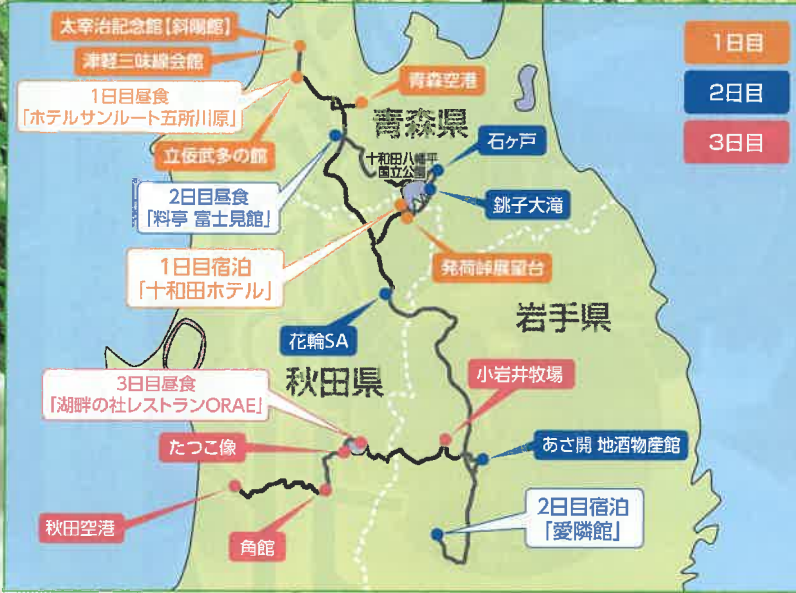 太宰治記念館【斜陽館】
津軽三味線会館
1日目昼食
「ホテルサンルート五所川原」
立佞武多の館
青森空港
青森県
1日目
2日目
3日目
十和田八幡平
国立公園
石ヶ戸
銚子大滝
2日目昼食
「料亭 富士見館」
1日目宿泊
「十和田ホテル」
発荷峠展望台
花輪SA
岩手県
秋田県
3日目昼食
「湖畔の杜レストランORAE」
小岩井牧場
たつこ像
あさ開 地酒物産館
秋田空港
角館
2日目宿泊
「愛隣館」